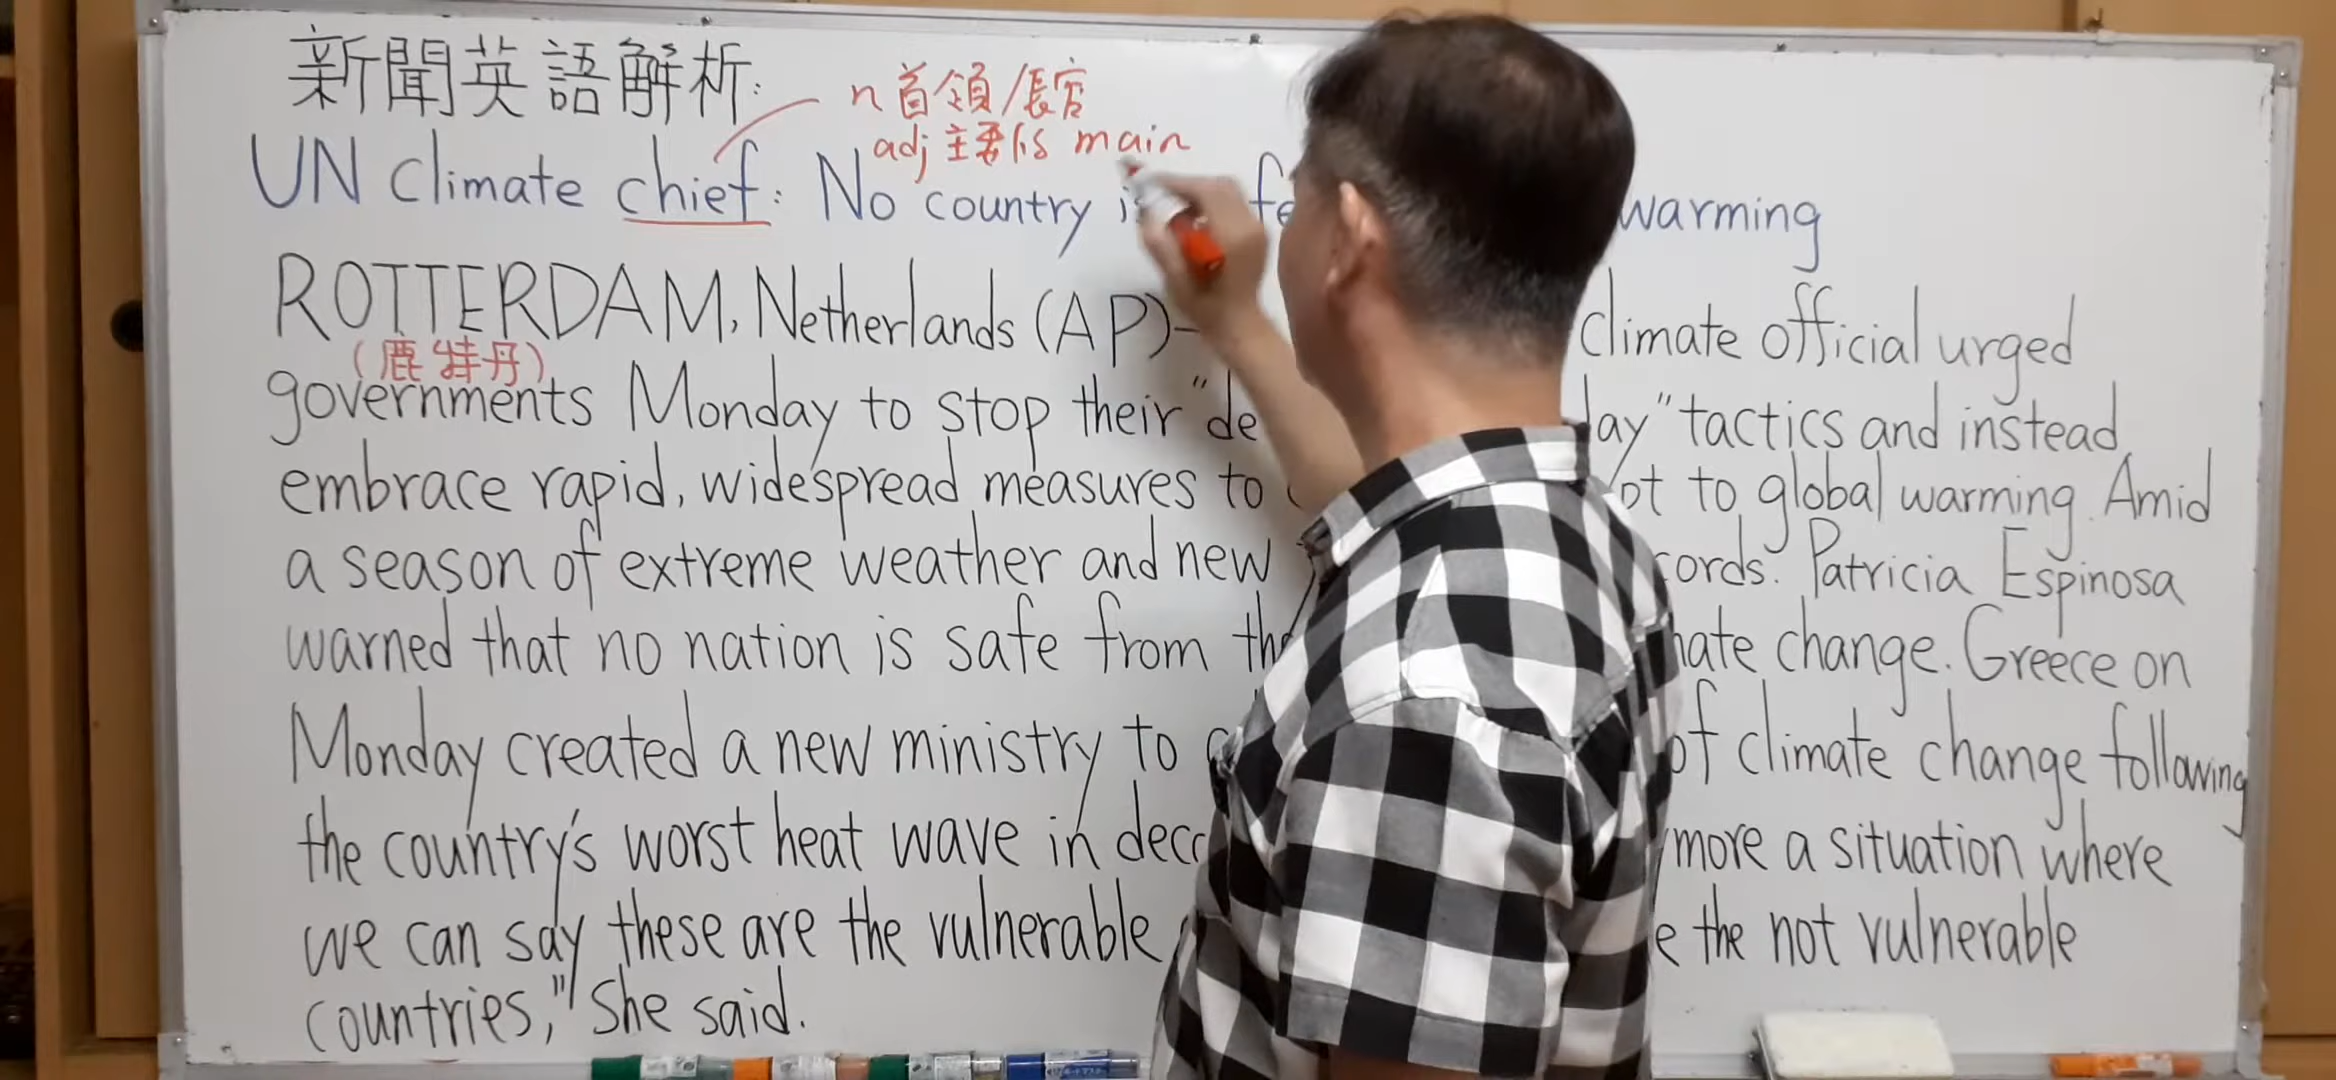 新聞英語解析:
n 首領/長官
adj 主要的 main
UN climate chief: No country warming
ROTTERDAM, Netherlands (AP)- climate official urged
(鹿特丹)
governments Monday to stop their "de lay" tactics and instead
embrace rapid, widespread measures to global warming. Amid
a season of extreme weather and new cords. Patricia Espinosa
warned that no nation is safe from th mate change. Greece on
Monday created a new ministry to of climate change following
the country's worst heat wave in dec more a situation where
we can say these are the vulnerable e the not vulnerable
countries," She said.